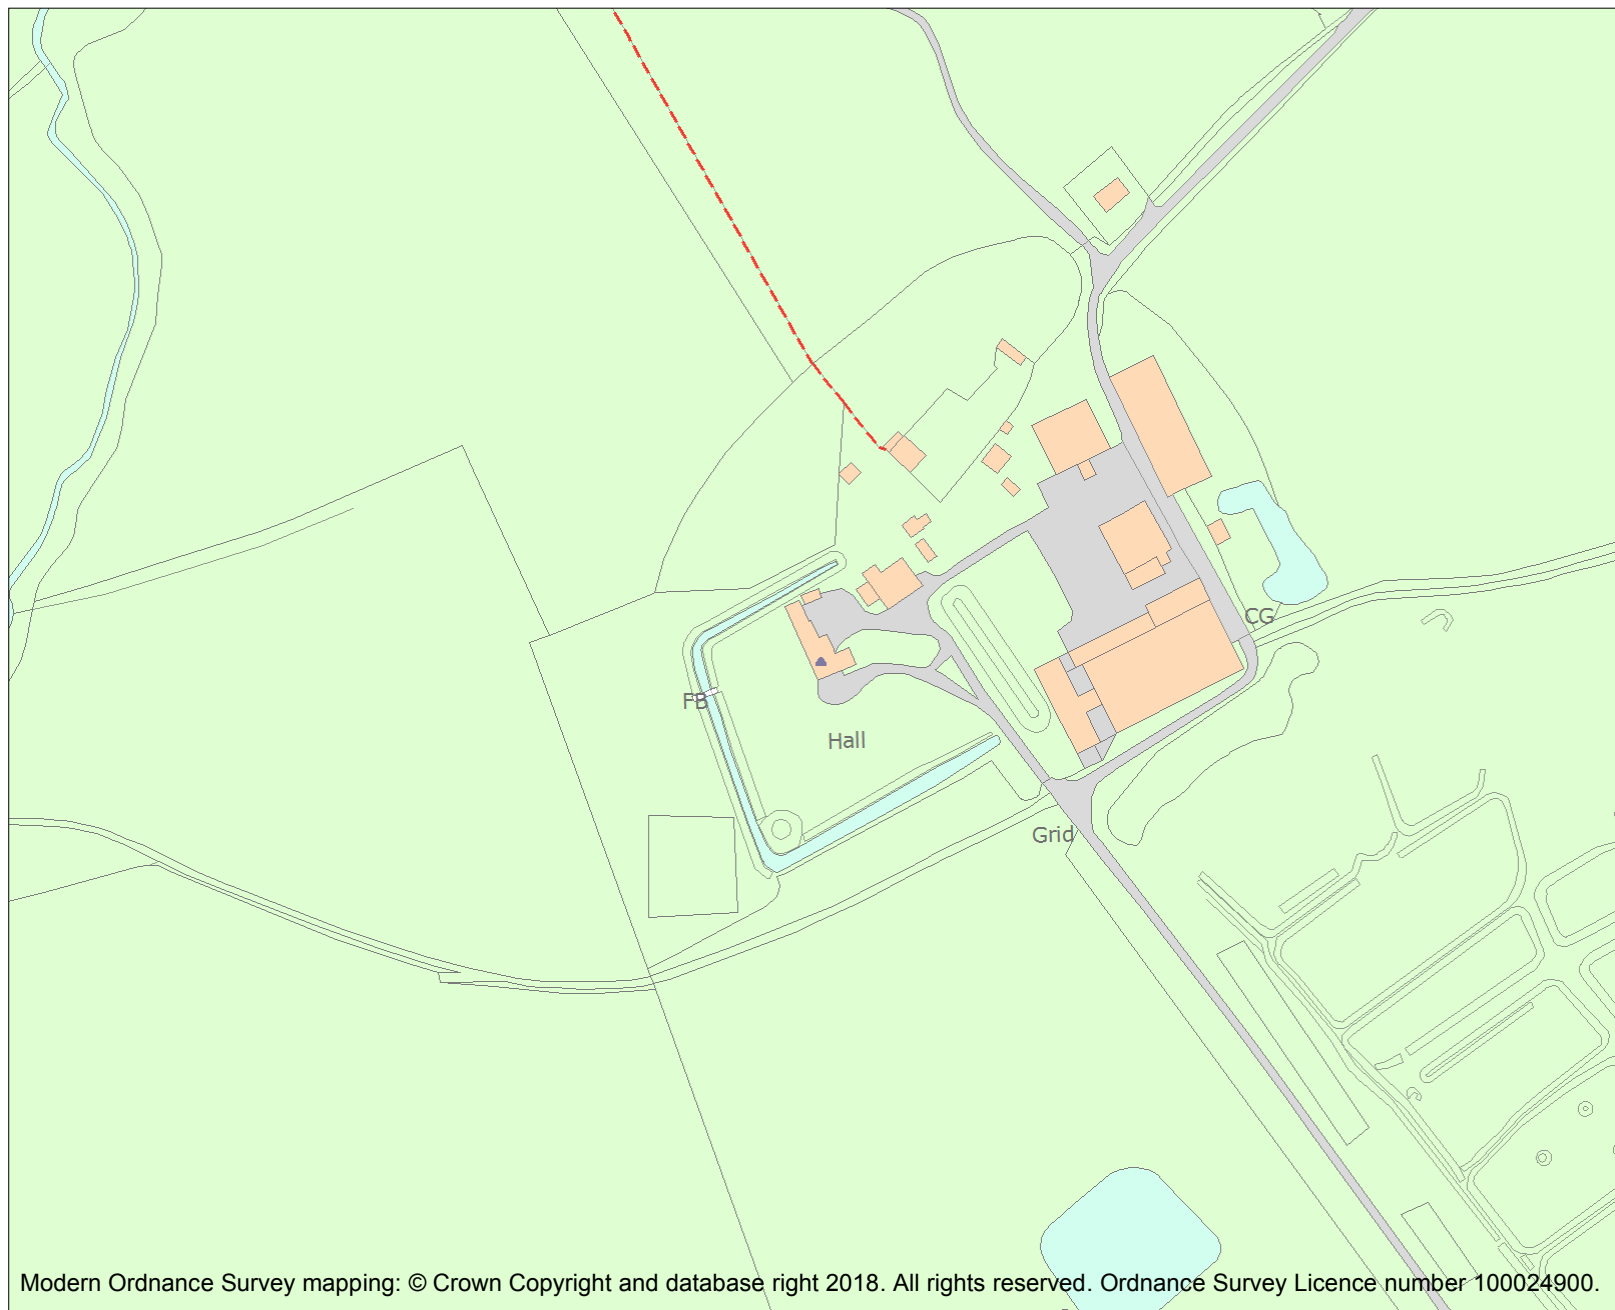 CG
FB
Hall
Grid
Modern Ordnance Survey mapping: © Crown Copyright and database right 2018. All rights reserved. Ordnance Survey Licence number 100024900.